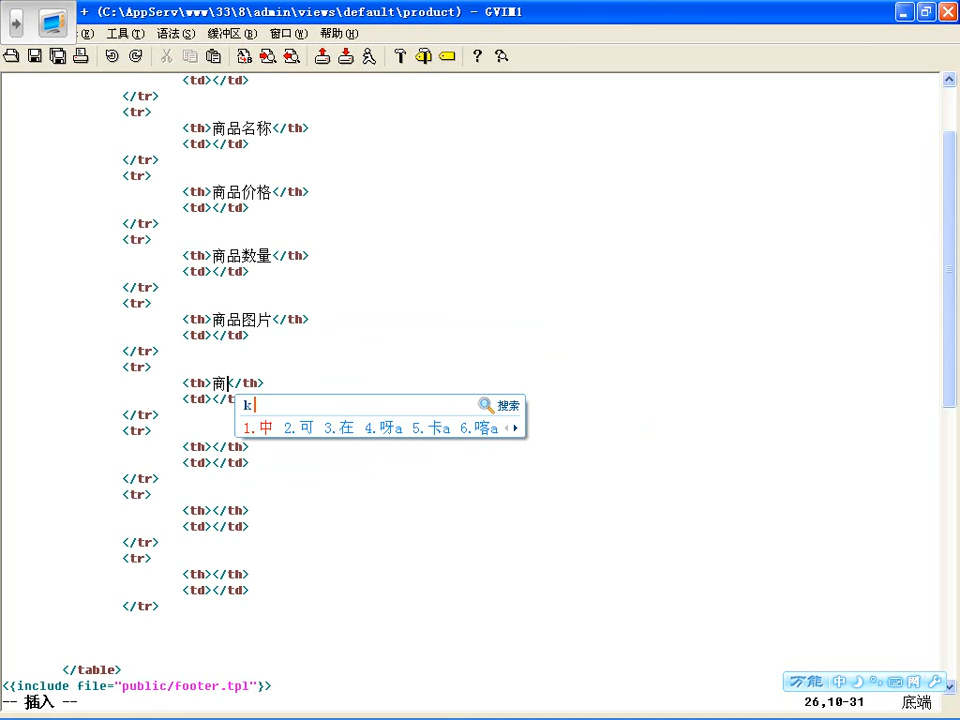 + (C:\AppServ\www\33\8\admin\views\default\product) - GVIM1
(E) 工具(T) 语法(S) 缓冲区(B) 窗口(W) 帮助(H)
<td></td>
</tr>
<tr>
<th>商品名称</th>
<td></td>
</tr>
<tr>
<th>商品价格</th>
<td></td>
</tr>
<tr>
<th>商品数量</th>
<td></td>
</tr>
<tr>
<th>商品图片</th>
<td></td>
</tr>
<tr>
<th>商</th>
<td></t
k 搜索
1.中 2.可 3.在 4.呀a 5.卡a 6.喀a
</tr>
<tr>
<th></th>
<td></td>
</tr>
<tr>
<th></th>
<td></td>
</tr>
<tr>
<th></th>
<td></td>
</tr>
</table>
<{include file="public/footer.tpl"}>
万能 中
-- 插入 -- 26,10-31 底端